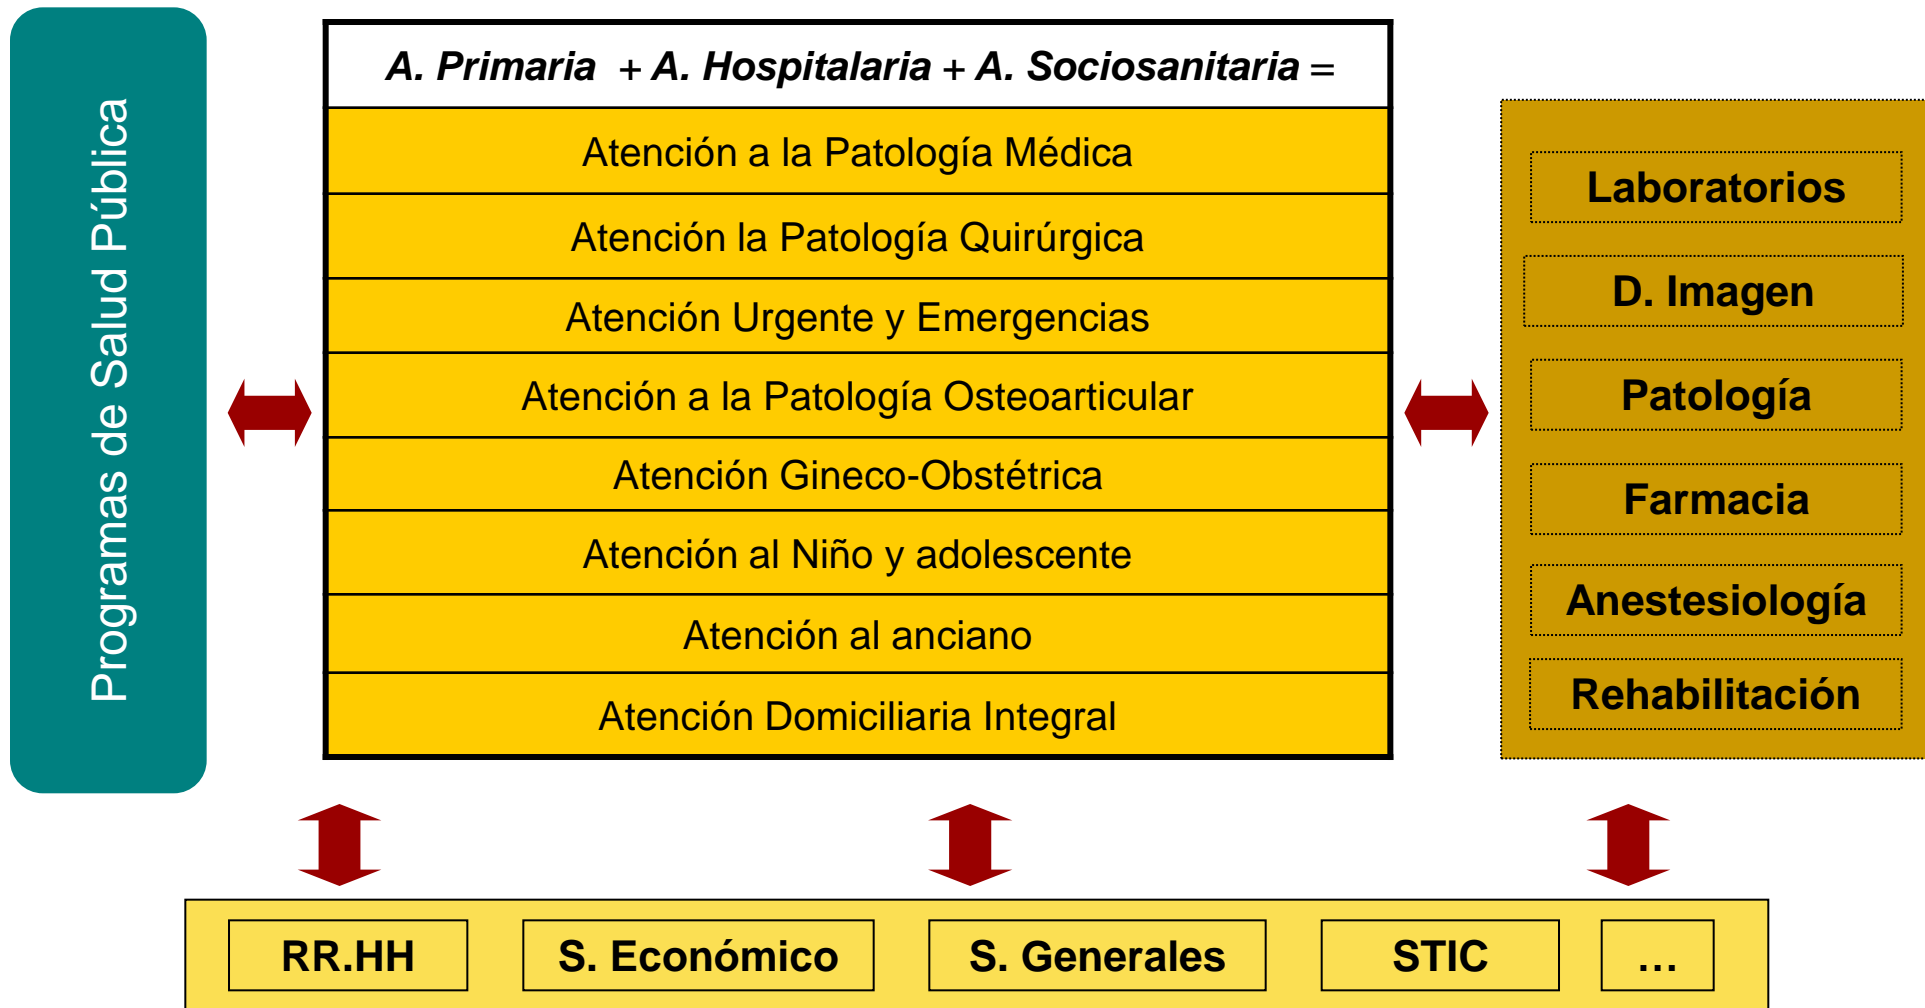 Programas de Salud Pública
A. Primaria + A. Hospitalaria + A. Sociosanitaria =
Atención a la Patología Médica
Atención la Patología Quirúrgica
Atención Urgente y Emergencias
Atención a la Patología Osteoarticular
Atención Gineco-Obstétrica
Atención al Niño y adolescente
Atención al anciano
Atención Domiciliaria Integral
Laboratorios
D. Imagen
Patología
Farmacia
Anestesiología
Rehabilitación
RR.HH
S. Económico
S. Generales
STIC
…